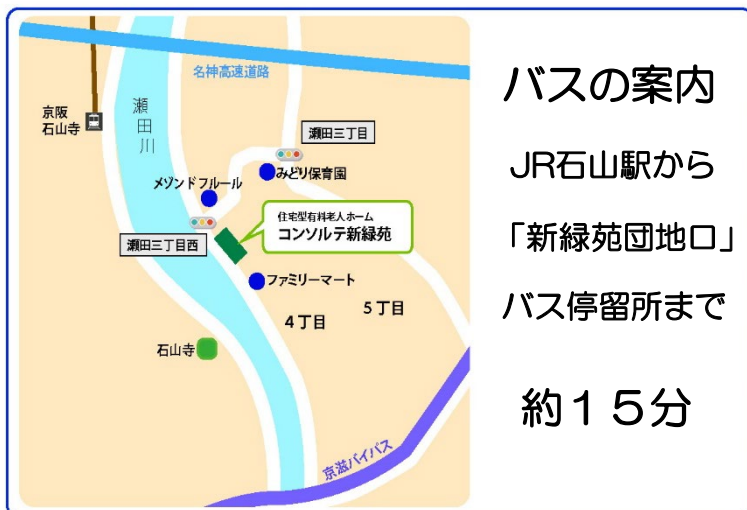 名神高速道路
京阪
石山寺
瀬田川
瀬田三丁目
みどり保育園
メゾンドフルール
住宅型有料老人ホーム
コンソルテ新緑苑
瀬田三丁目西
ファミリーマート
5丁目
4丁目
石山寺
京滋バイパス
バスの案内
JR石山駅から
「新緑苑団地口」
バス停留所まで
約15分